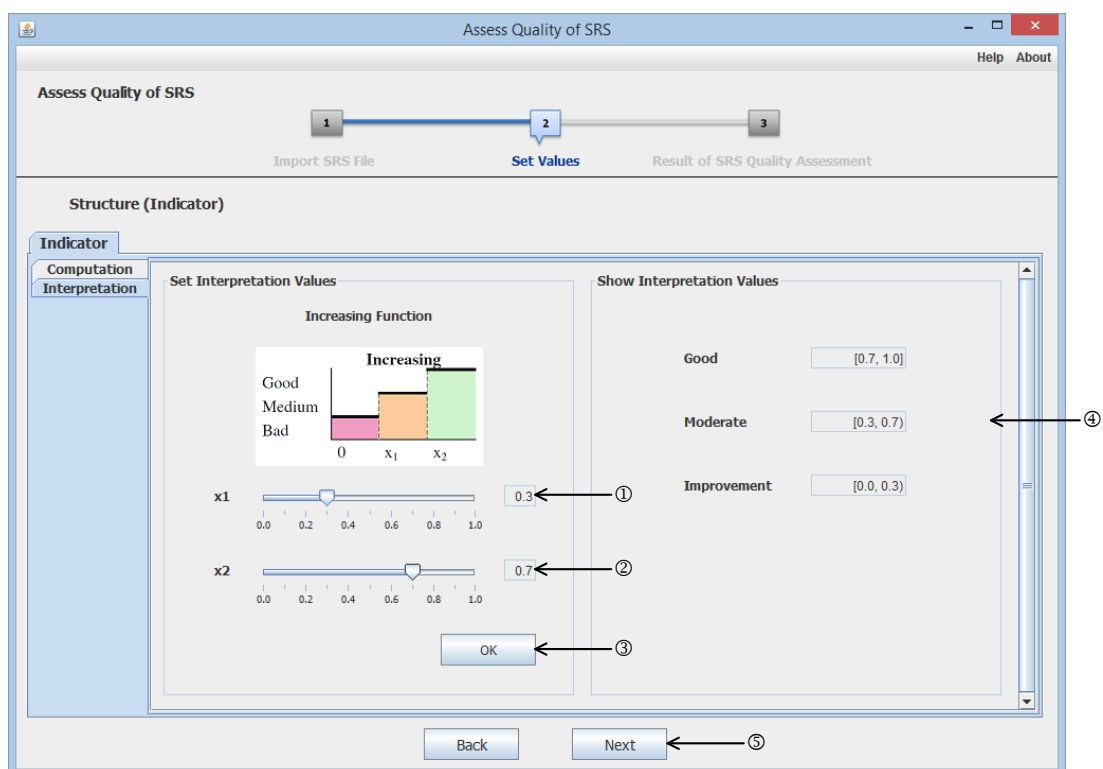 Assess Quality of SRS
Help About
Assess Quality of SRS
1 2 3
Import SRS File Set Values Result of SRS Quality Assessment
Structure (Indicator)
Indicator
Computation
Interpretation
Set Interpretation Values
Increasing Function
Increasing
Good
Medium
Bad
0 x1 x2
x1 0.3 ①
0.0 0.2 0.4 0.6 0.8 1.0
x2 0.7 ②
0.0 0.2 0.4 0.6 0.8 1.0
OK ③
Show Interpretation Values
Good [0.7, 1.0]
Moderate [0.3, 0.7) ④
Improvement [0.0, 0.3)
Back Next ⑤